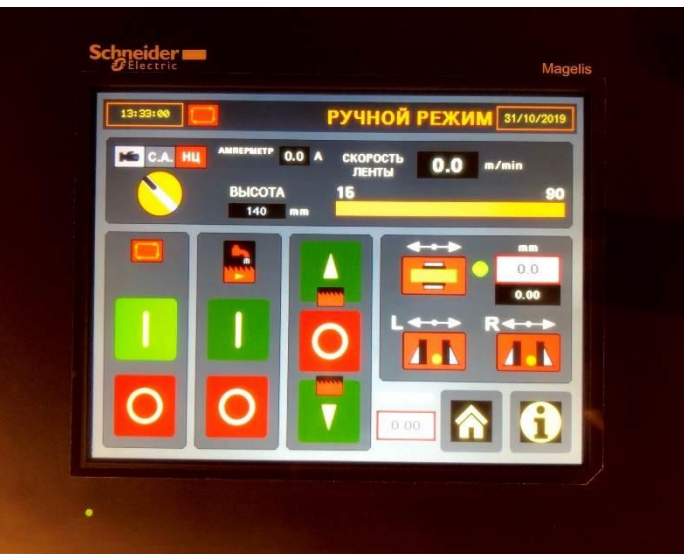 Schneider
Electric
Magelis
13:33:00
РУЧНОЙ РЕЖИМ
31/10/2019
С.А. НЦ
АМПЕРМЕТР 0.0 A
СКОРОСТЬ
ЛЕНТЫ
0.0 m/min
ВЫСОТА
140 mm
15 90
m
mm
0.0
0.00
L R
0.00